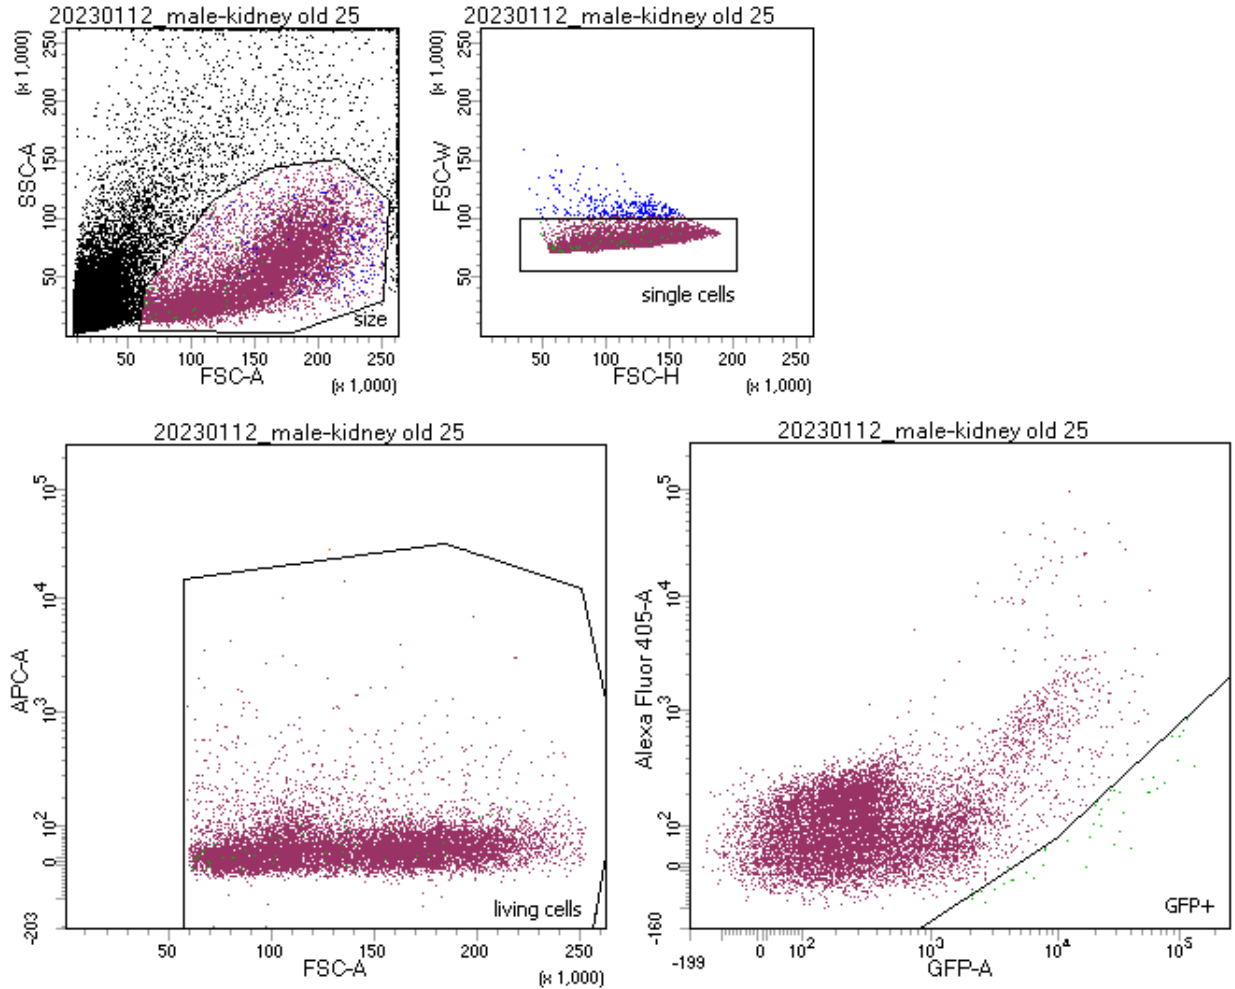 20230112_male-kidney old 25
(x 1,000)
SSC-A
250
200
150
100
50
size
50 100 150 200 250
FSC-A
(x 1,000)
20230112_male-kidney old 25
(x 1,000)
FSC-W
250
200
150
100
50
single cells
50 100 150 200 250
FSC-H
(x 1,000)
20230112_male-kidney old 25
APC-A
10^5
10^4
10^3
10^2
0
-203
living cells
50 100 150 200 250
FSC-A
(x 1,000)
20230112_male-kidney old 25
Alexa Fluor 405-A
10^5
10^4
10^3
10^2
0
-160
GFP+
-199 0 10^2 10^3 10^4 10^5
GFP-A